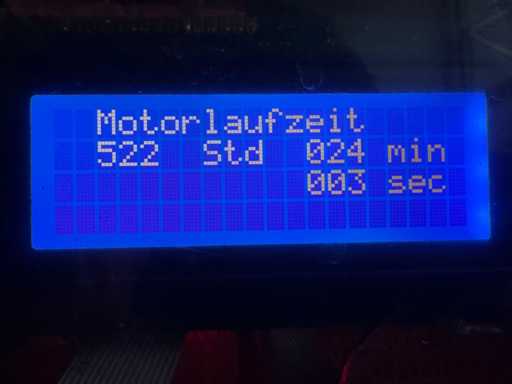 Motorlaufzeit
522 Std 024 min
003 sec